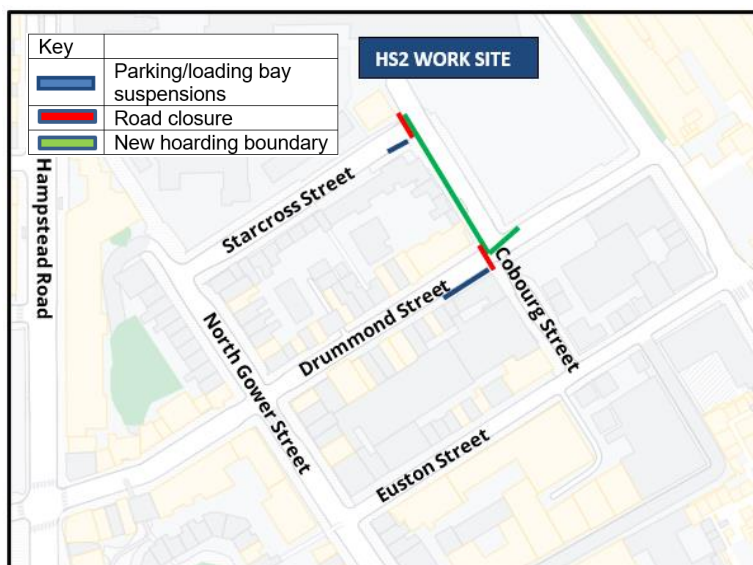 Key
Parking/loading bay
suspensions
Road closure
New hoarding boundary
HS2 WORK SITE
Hampstead Road
Starcross Street
Cobourg Street
Drummond Street
North Gower Street
Euston Street